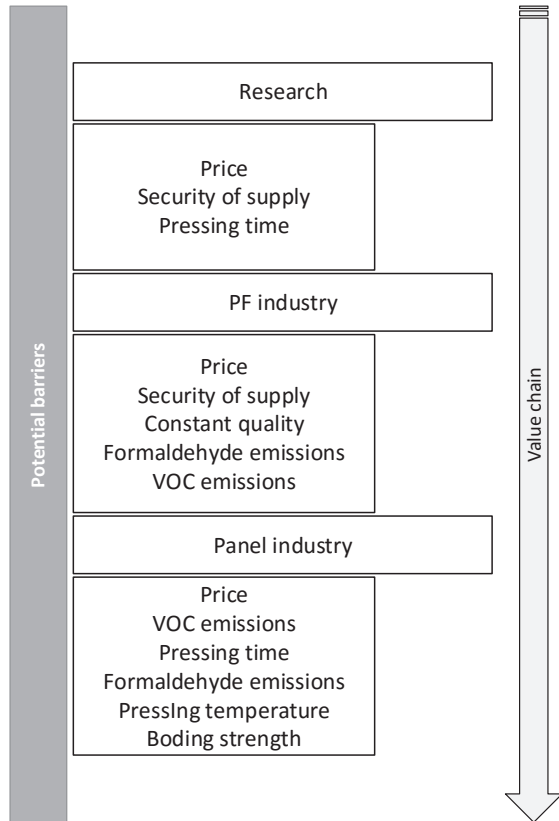 Research
Price
Security of supply
Pressing time
PF industry
Price
Security of supply
Constant quality
Formaldehyde emissions
VOC emissions
Panel industry
Price
VOC emissions
Pressing time
Formaldehyde emissions
PressIng temperature
Boding strength
Potential barriers
Value chain